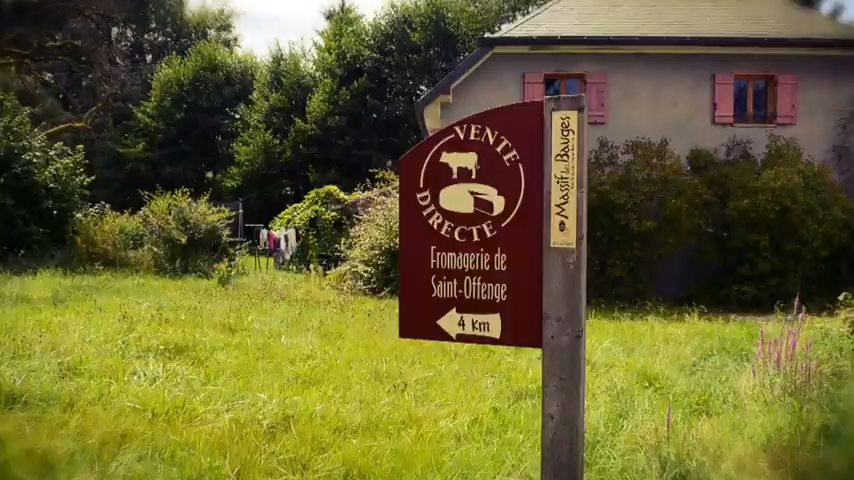 VENTE
DIRECTE
Fromagerie de
Saint-Offenge
4 km
Massif des Bauges